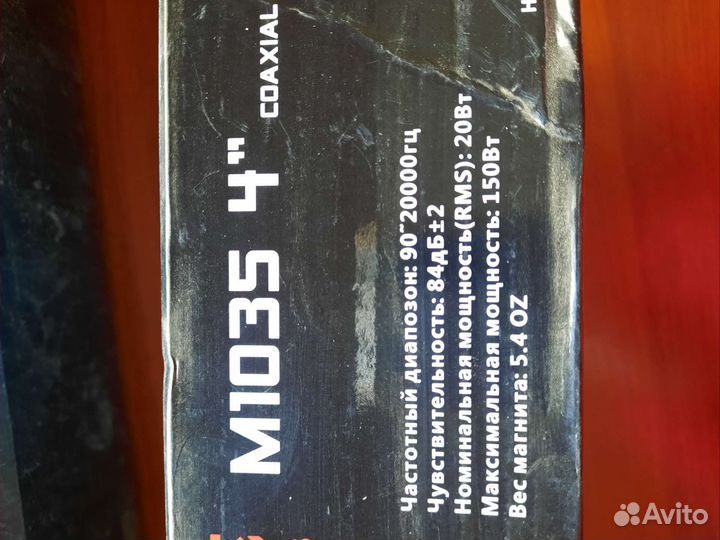 M1035 4" COAXIAL
Частотный диапозон: 90~20000гц
Чувствительность: 84дБ±2
Номинальная мощность(RMS): 20Вт
Максимальная мощность: 150Вт
Вес магнита: 5.4 OZ
Avito